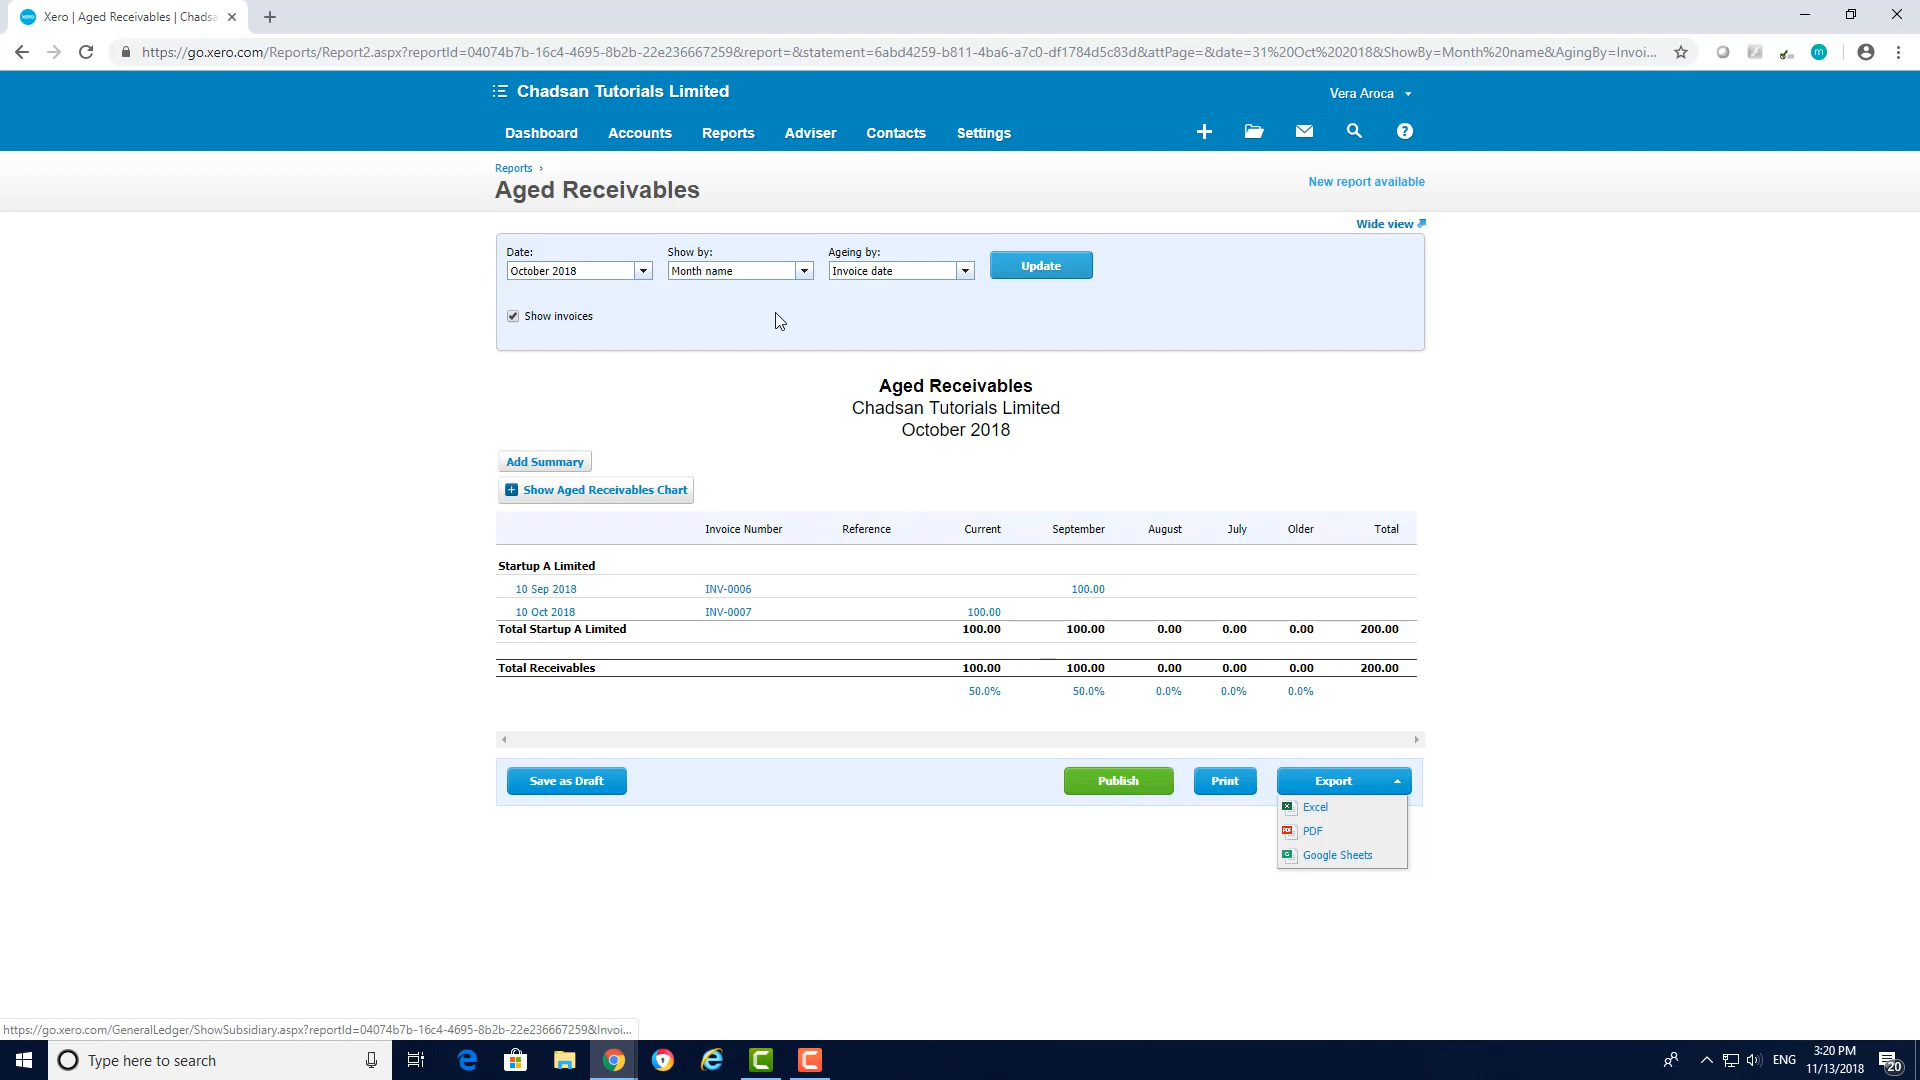 Xero | Aged Receivables | Chadsa
https://go.xero.com/Reports/Report2.aspx?reportId=04074b7b-16c4-4695-8b2b-22e236667259&report=&statement=6abd4259-b811-4ba6-a7c0-df1784d5c83d&attPage=&date=31%20Oct%202018&ShowBy=Month%20name&AgingBy=Invoi...
m
Chadsan Tutorials Limited
Vera Aroca
Dashboard Accounts Reports Adviser Contacts Settings
Reports ›
Aged Receivables
New report available
Wide view
Date: Show by: Ageing by:
October 2018 Month name Invoice date Update
Show invoices
Aged Receivables
Chadsan Tutorials Limited
October 2018
Add Summary
Show Aged Receivables Chart
Invoice Number Reference Current September August July Older Total
Startup A Limited
10 Sep 2018 INV-0006 100.00
10 Oct 2018 INV-0007 100.00
Total Startup A Limited 100.00 100.00 0.00 0.00 0.00 200.00
Total Receivables 100.00 100.00 0.00 0.00 0.00 200.00
50.0% 50.0% 0.0% 0.0% 0.0%
Save as Draft Publish Print Export
Excel
PDF
Google Sheets
https://go.xero.com/GeneralLedger/ShowSubsidiary.aspx?reportId=04074b7b-16c4-4695-8b2b-22e236667259&Invoi...
Type here to search
ENG
3:20 PM
11/13/2018
20